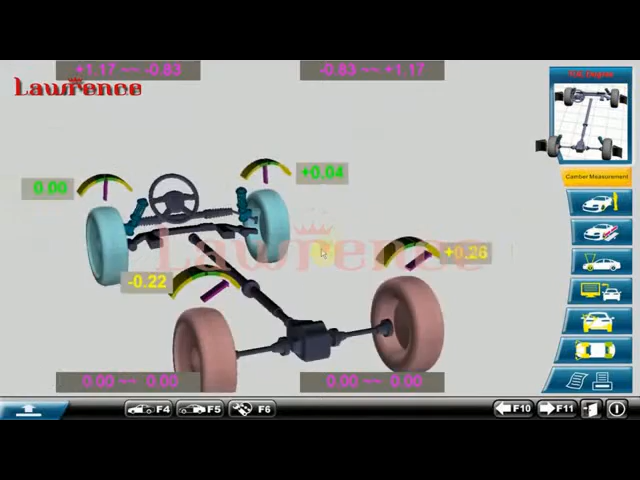 +1.17 ~~ -0.83
-0.83 ~~ +1.17
Lawrence
Camber Measurement
0.00
+0.04
Lawrence
-0.22
+0.26
0.00 ~~ 0.00
0.00 ~~ 0.00
F4
F5
F6
F10
F11